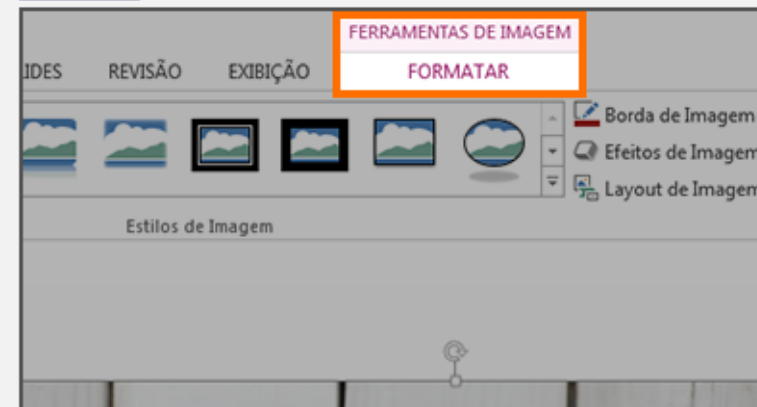 FERRAMENTAS DE IMAGEM
IDES REVISÃO EXIBIÇÃO FORMATAR
Borda de Imagem
Efeitos de Imagem
Layout de Imagem
Estilos de Imagem